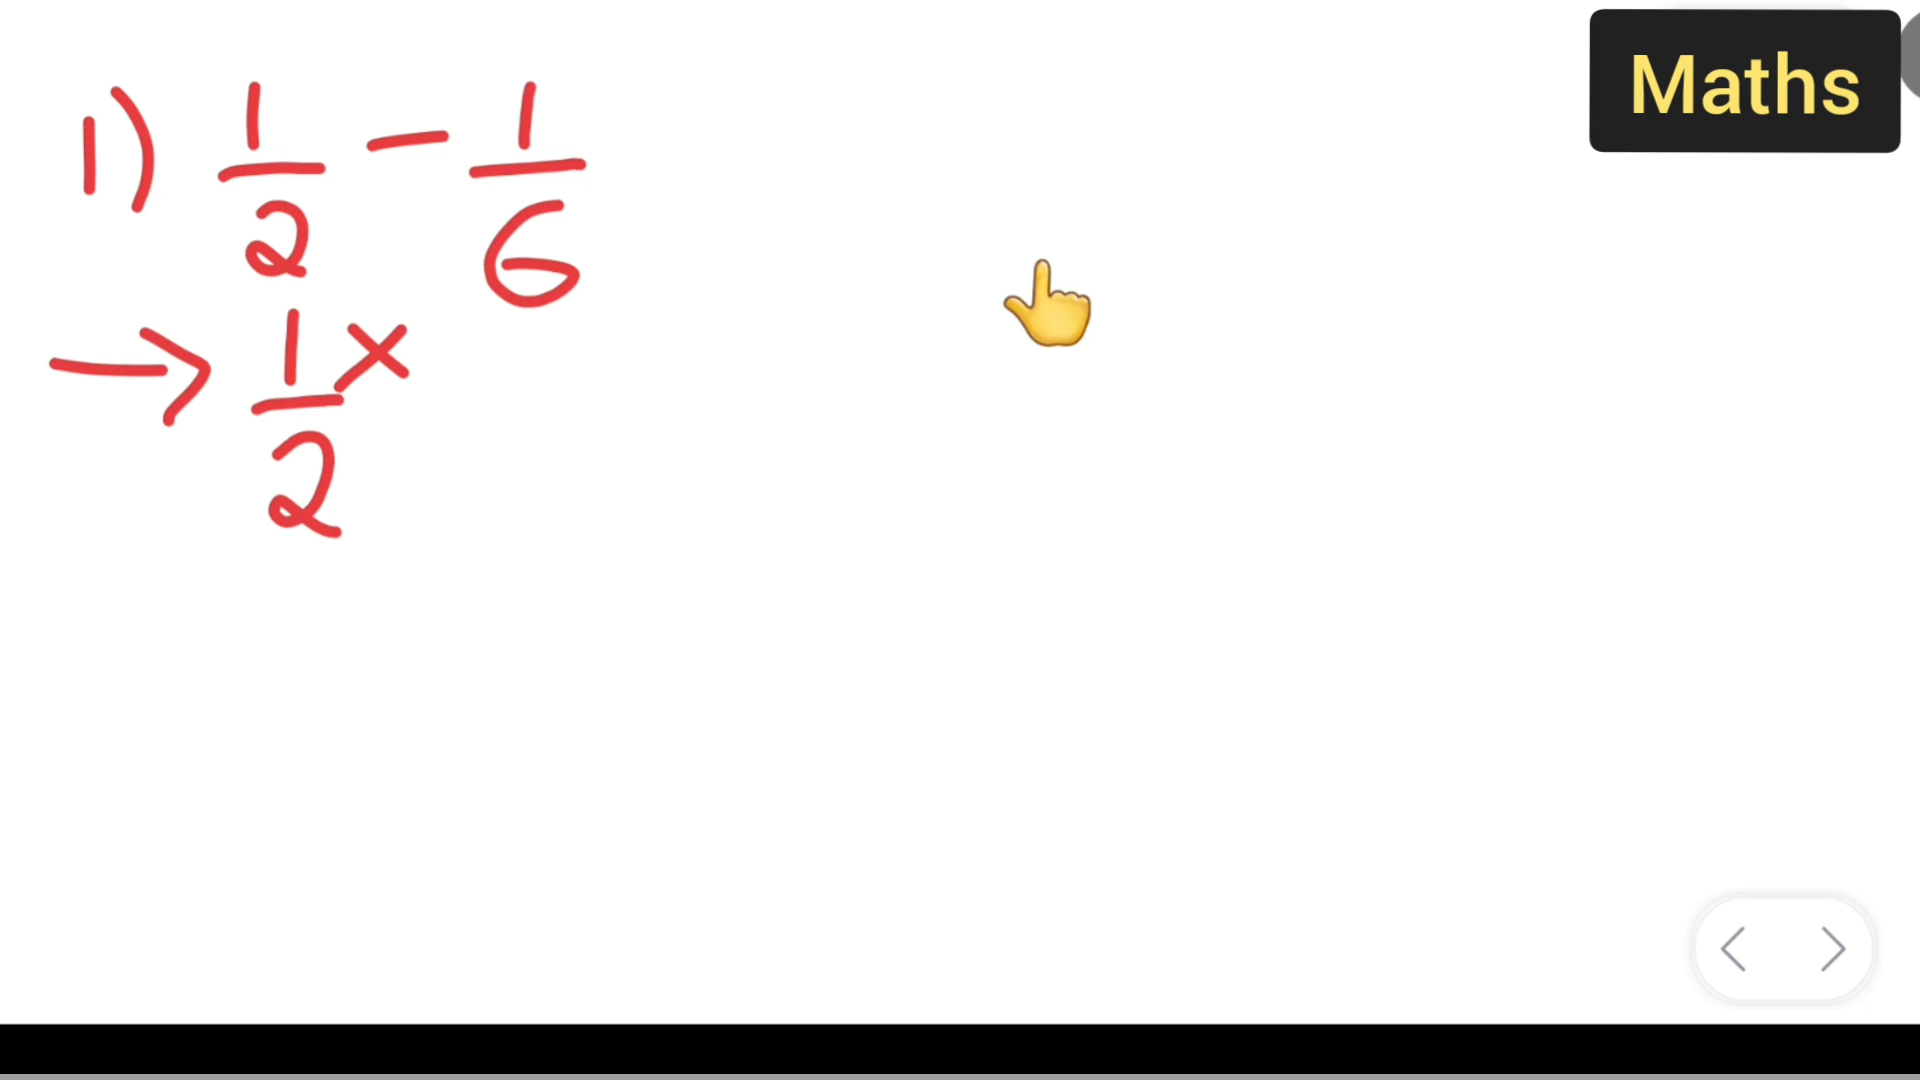 Maths
1) 1/2 - 1/6
→ 1/2 ×